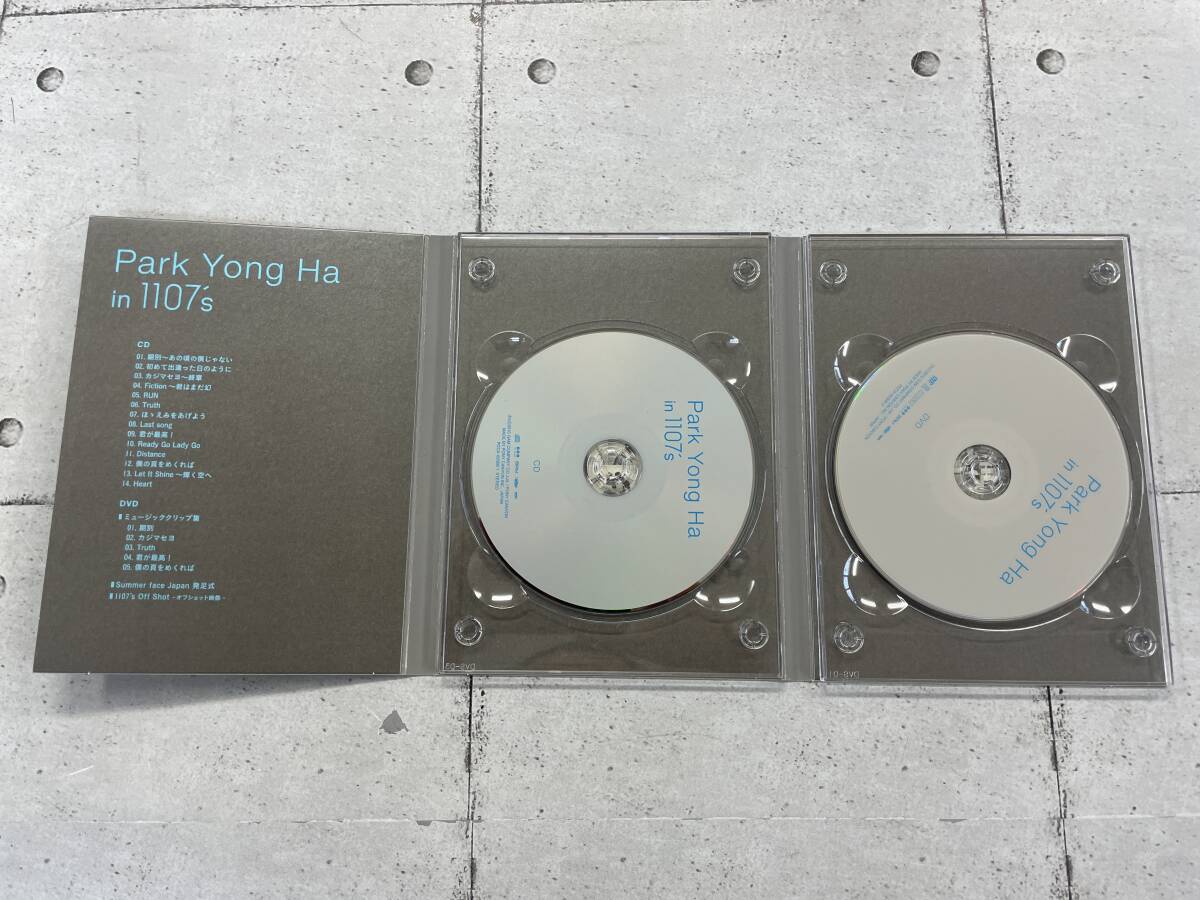 Park Yong Ha
in 1107's
CD
01. 期別〜あの頃の僕じゃない
02. 初めて出逢った日のように
03. カジマセヨ〜終章
04. Fiction〜君はまだ幻
05. RUN
06. Truth
07. ほゝえみをあげよう
08. Last song
09. 君が最高！
10. Ready Go Lady Go
11. Distance
12. 僕の頁をめくれば
13. Let It Shine〜輝く空へ
14. Heart
DVD
ミュージッククリップ集
01. 期別
02. カジマセヨ
03. Truth
04. 君が最高！
05. 僕の頁をめくれば
Summer face Japan 発足式
1107's Off Shot -オフショット映像-
Park Yong Ha
in 1107's
CD
DVD
Park Yong Ha
in 1107's